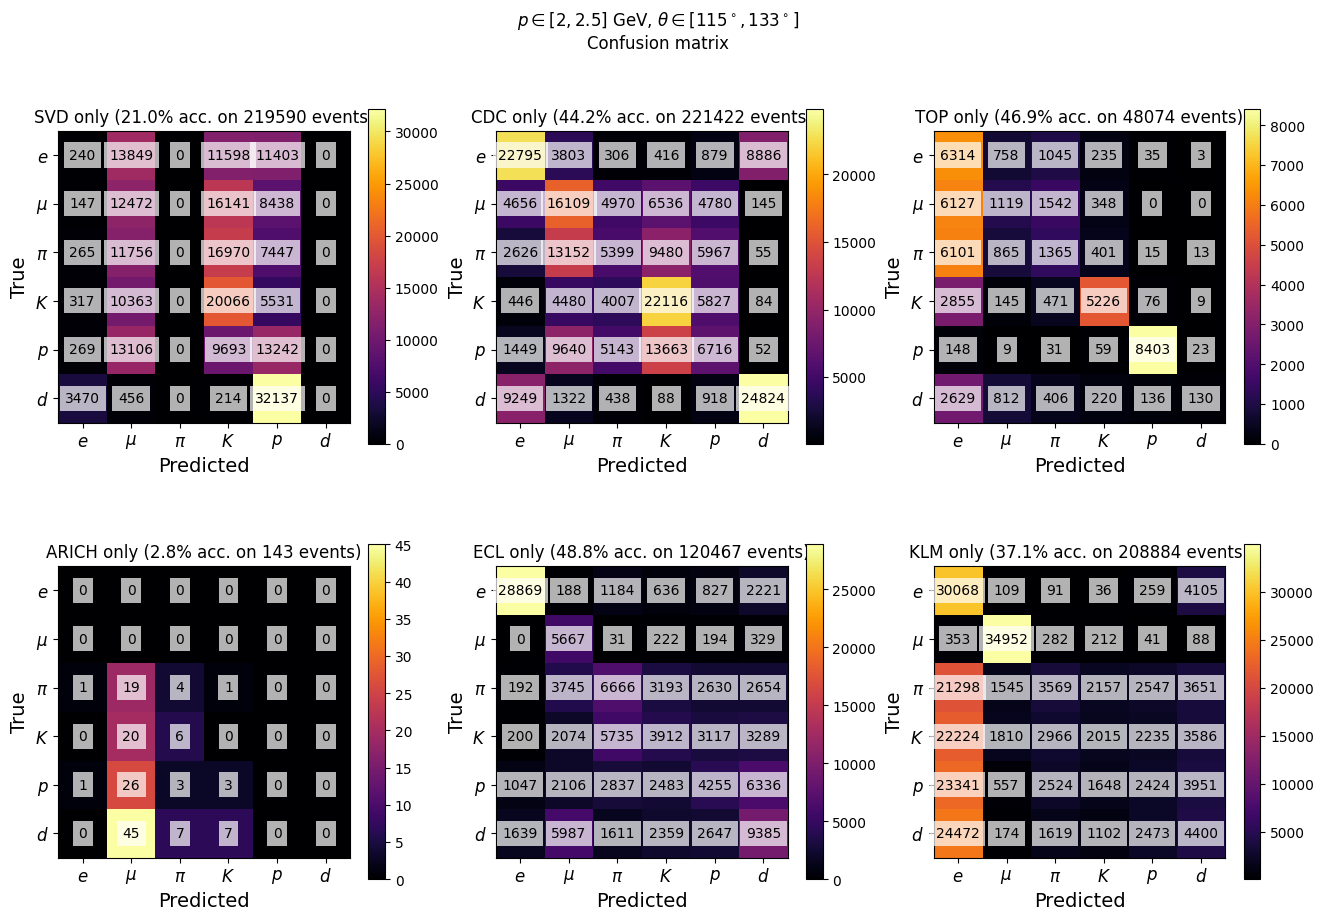 p ∈ [2, 2.5] GeV, θ ∈ [115°, 133°]
Confusion matrix
SVD only (21.0% acc. on 219590 events
True
e 240 13849 0 11598 11403 0
μ 147 12472 0 16141 8438 0
π 265 11756 0 16970 7447 0
K 317 10363 0 20066 5531 0
p 269 13106 0 9693 13242 0
d 3470 456 0 214 32137 0
e μ π K p d
Predicted
30000
25000
20000
15000
10000
5000
0
CDC only (44.2% acc. on 221422 events
True
e 22795 3803 306 416 879 8886
μ 4656 16109 4970 6536 4780 145
π 2626 13152 5399 9480 5967 55
K 446 4480 4007 22116 5827 84
p 1449 9640 5143 13663 6716 52
d 9249 1322 438 88 918 24824
e μ π K p d
Predicted
20000
15000
10000
5000
TOP only (46.9% acc. on 48074 events)
True
e 6314 758 1045 235 35 3
μ 6127 1119 1542 348 0 0
π 6101 865 1365 401 15 13
K 2855 145 471 5226 76 9
p 148 9 31 59 8403 23
d 2629 812 406 220 136 130
e μ π K p d
Predicted
8000
7000
6000
5000
4000
3000
2000
1000
0
ARICH only (2.8% acc. on 143 events)
True
e 0 0 0 0 0 0
μ 0 0 0 0 0 0
π 1 19 4 1 0 0
K 0 20 6 0 0 0
p 1 26 3 3 0 0
d 0 45 7 7 0 0
e μ π K p d
Predicted
45
40
35
30
25
20
15
10
5
0
ECL only (48.8% acc. on 120467 events)
True
e 28869 188 1184 636 827 2221
μ 0 5667 31 222 194 329
π 192 3745 6666 3193 2630 2654
K 200 2074 5735 3912 3117 3289
p 1047 2106 2837 2483 4255 6336
d 1639 5987 1611 2359 2647 9385
e μ π K p d
Predicted
25000
20000
15000
10000
5000
0
KLM only (37.1% acc. on 208884 events
True
e 30068 109 91 36 259 4105
μ 353 34952 282 212 41 88
π 21298 1545 3569 2157 2547 3651
K 22224 1810 2966 2015 2235 3586
p 23341 557 2524 1648 2424 3951
d 24472 174 1619 1102 2473 4400
e μ π K p d
Predicted
30000
25000
20000
15000
10000
5000